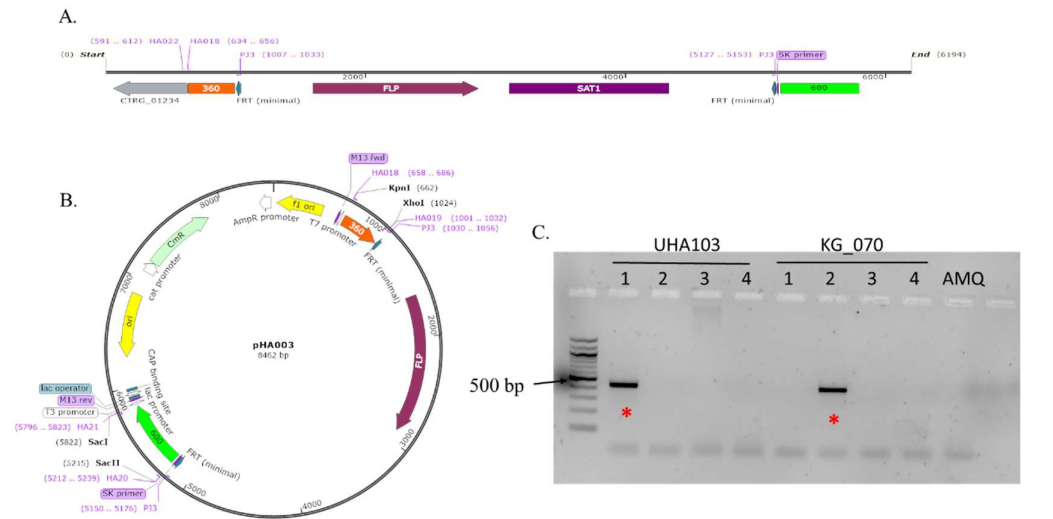 A.
(591 .. 612) HA022 HA018 (634 .. 656)
(0) Start
PJ3 (1007 .. 1033)
(5127 .. 5153) PJ3
SK primer
End (6194)
2000
4000
6000
360
FLP
SAT1
600
CTRG_01234
FRT (minimal)
FRT (minimal)
B.
M13 fwd
HA018 (658 .. 686)
KpnI (662)
XhoI (1024)
HA019 (1001 .. 1032)
PJ3 (1030 .. 1056)
8000
f1 ori
AmpR promoter
T7 promoter
360
1000
FRT (minimal)
CmR
cat promoter
7000
ori
2000
FLP
pHA003
8462 bp
CAP binding site
lac promoter
lac operator
M13 rev
T3 promoter
6000
(5796 .. 5823) HA21
(5822) SacI
600
FRT (minimal)
(5215) SacII
(5212 .. 5239) HA20
SK primer
(5150 .. 5176) PJ3
5000
4000
3000
C.
UHA103 KG_070
1 2 3 4 1 2 3 4 AMQ
500 bp
*
*